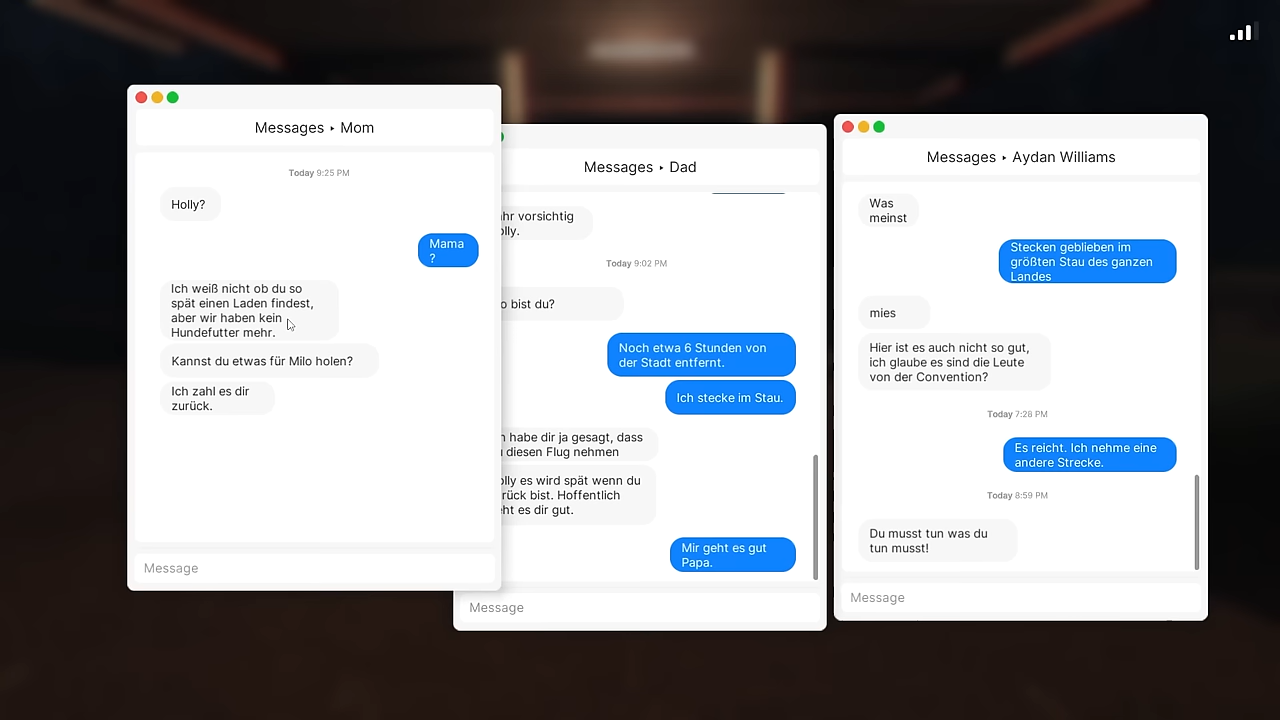 Messages ‣ Mom
Today 9:25 PM
Holly?
Mama
?
Ich weiß nicht ob du so
spät einen Laden findest,
aber wir haben kein
Hundefutter mehr.
Kannst du etwas für Milo holen?
Ich zahl es dir
zurück.
Message
Messages ‣ Dad
vorsichtig
Today 9:02 PM
bist du?
Noch etwa 6 Stunden von
der Stadt entfernt.
Ich stecke im Stau.
habe dir ja gesagt, dass
diesen Flug nehmen
es wird spät wenn du
bist. Hoffentlich
es dir gut.
Mir geht es gut
Papa.
Message
Messages ‣ Aydan Williams
Was
meinst
Stecken geblieben im
größten Stau des ganzen
Landes
mies
Hier ist es auch nicht so gut,
ich glaube es sind die Leute
von der Convention?
Today 7:28 PM
Es reicht. Ich nehme eine
andere Strecke.
Today 8:59 PM
Du musst tun was du
tun musst!
Message